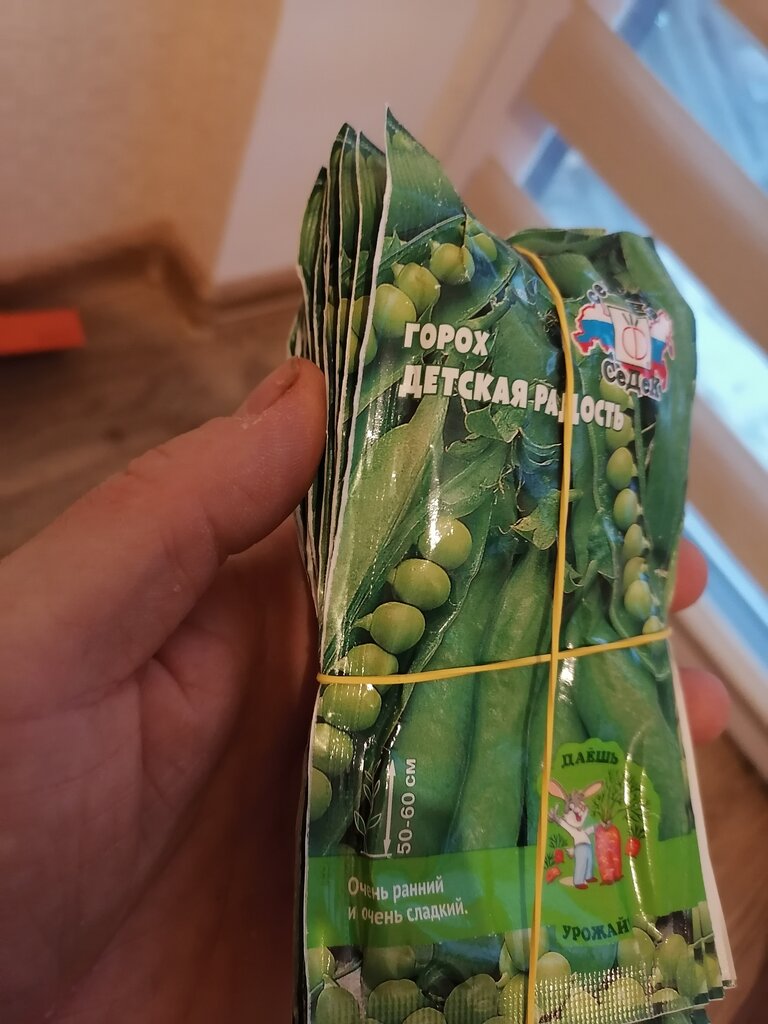 ГОРОХ
ДЕТСКАЯ РАДОСТЬ
СеДеК
50-60 см
ДАЁШЬ
УРОЖАЙ!
Очень ранний
и очень сладкий.